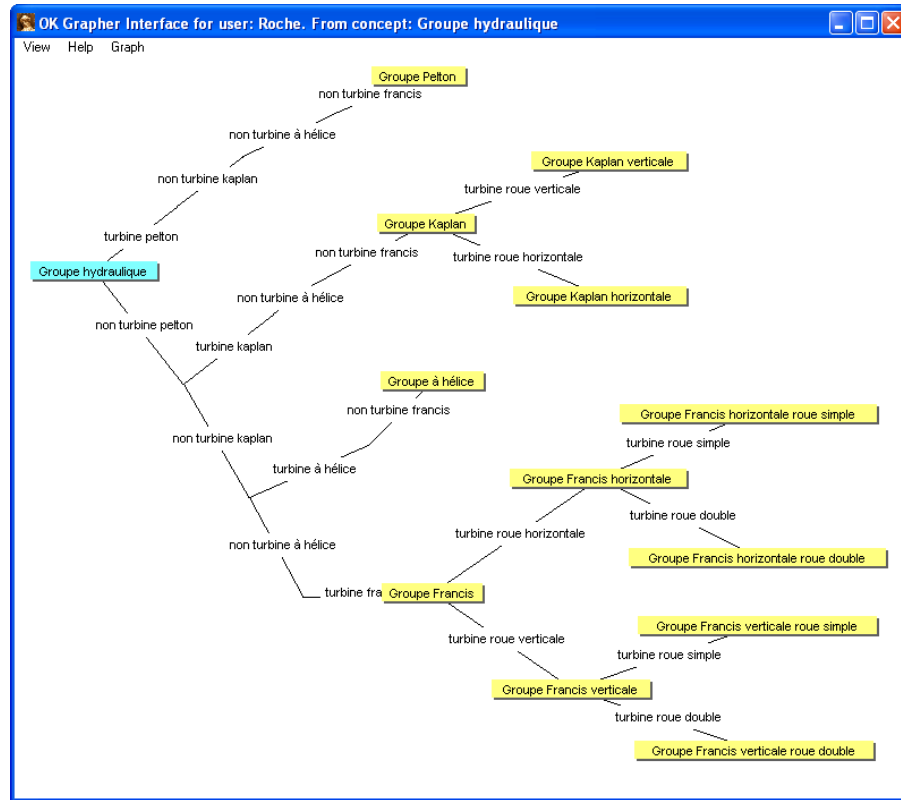 OK Grapher Interface for user: Roche. From concept: Groupe hydraulique
View Help Graph
Groupe Pelton
non turbine francis
non turbine à hélice
Groupe Kaplan verticale
non turbine kaplan
turbine roue verticale
Groupe Kaplan
turbine pelton
non turbine francis
turbine roue horizontale
Groupe hydraulique
non turbine à hélice
Groupe Kaplan horizontale
non turbine pelton
turbine kaplan
Groupe à hélice
non turbine francis
Groupe Francis horizontale roue simple
non turbine kaplan
turbine roue simple
turbine à hélice
Groupe Francis horizontale
turbine roue double
turbine roue horizontale
non turbine à hélice
Groupe Francis horizontale roue double
turbine fra
Groupe Francis
Groupe Francis verticale roue simple
turbine roue verticale
turbine roue simple
Groupe Francis verticale
turbine roue double
Groupe Francis verticale roue double